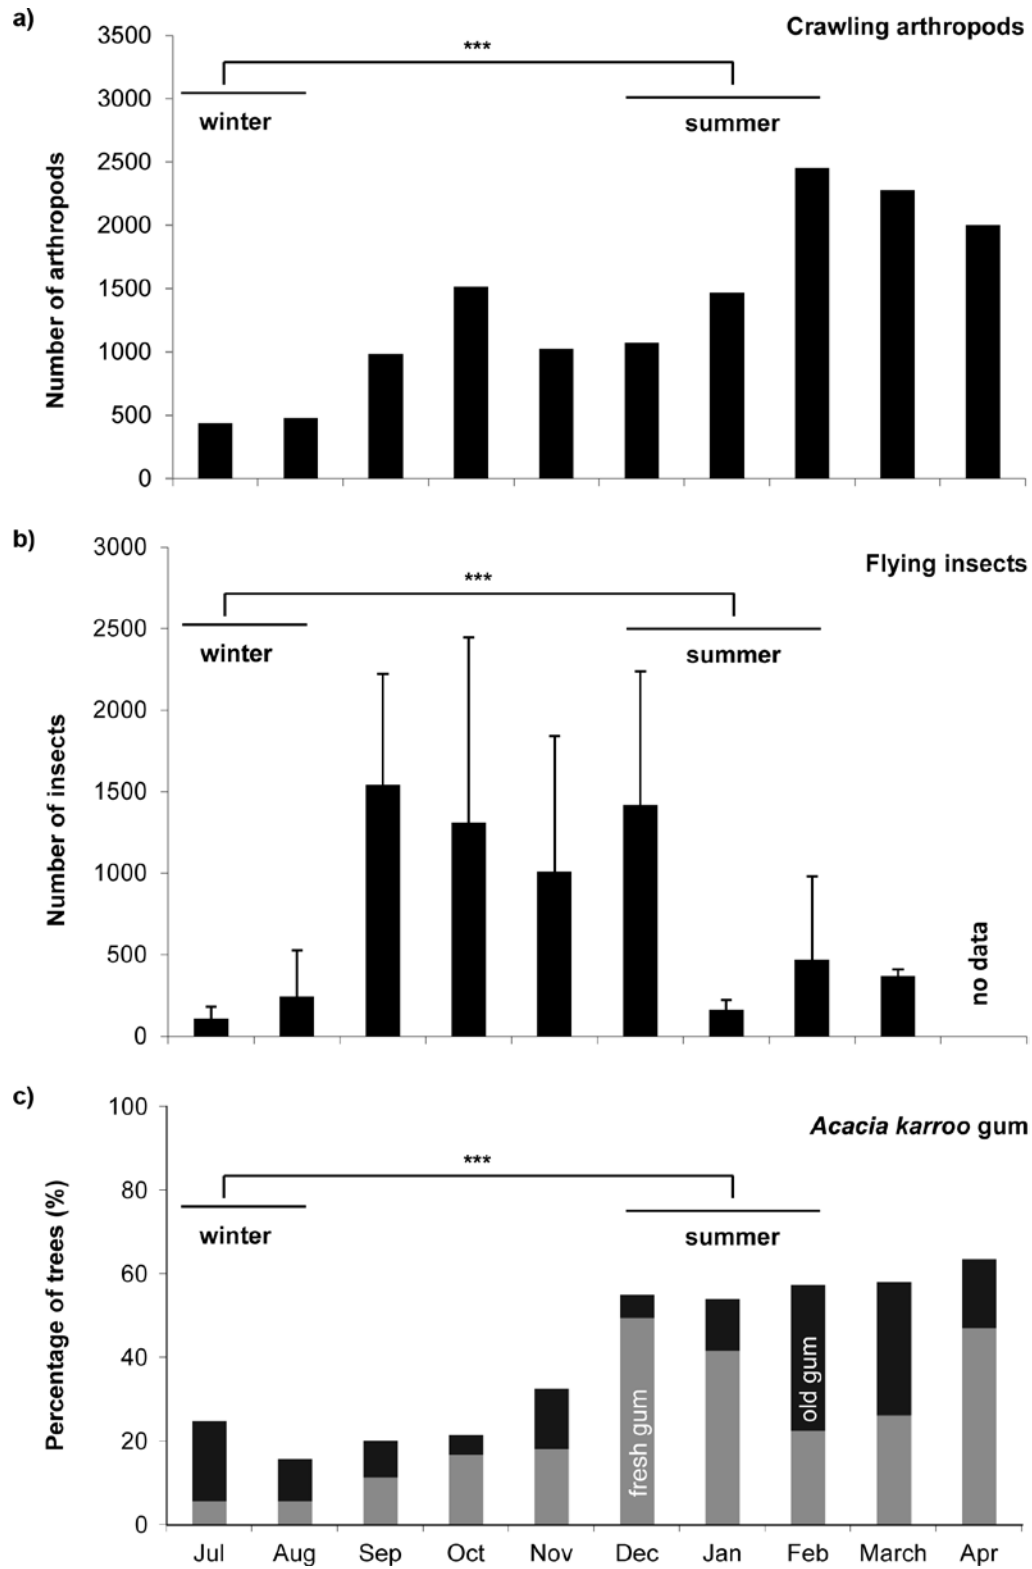 a)
Crawling arthropods
3500
3000
2500
2000
1500
1000
500
0
Number of arthropods
***
winter
summer
b)
Flying insects
3000
2500
2000
1500
1000
500
0
Number of insects
***
winter
summer
no data
c)
Acacia karroo gum
100
80
60
40
20
0
Percentage of trees (%)
***
winter
summer
fresh gum
old gum
Jul Aug Sep Oct Nov Dec Jan Feb March Apr